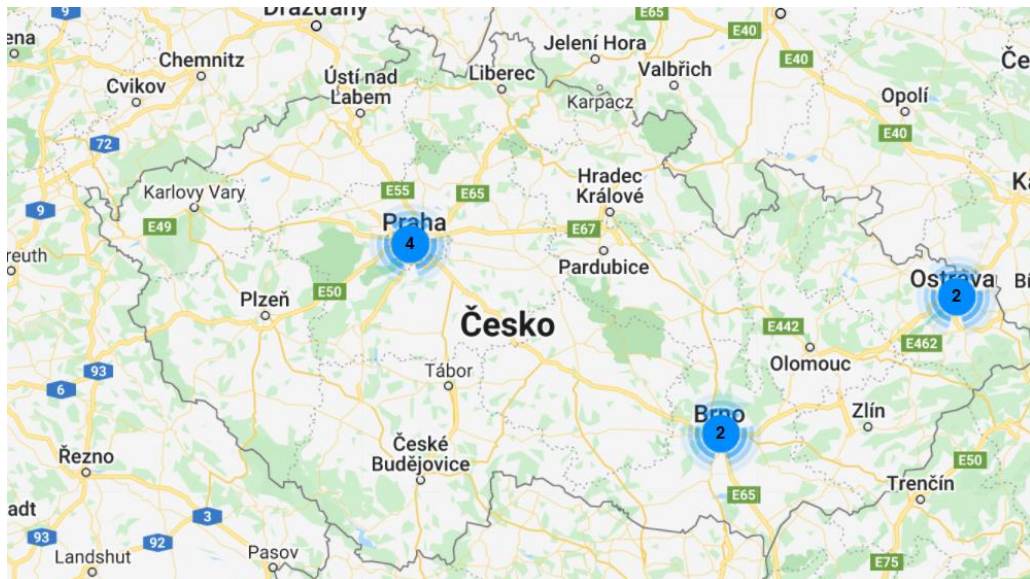 Drážďany
9
E65
E40
ena
Chemnitz
Jelení Hora
E40
Če
Cvikov
Ústí nad
Labem
Liberec
Valbřich
Karpacz
Opolí
E40
72
Karlovy Vary
E55
E65
Hradec
Králové
Ka
9
E49
Praha
4
E67
reuth
Pardubice
Ostrava
2
Bí
Plzeň
E50
Česko
E442
E462
Olomouc
93
6
Tábor
Brno
2
Zlín
Řezno
České
Budějovice
E50
Trenčín
adt
3
E65
93
92
Landshut
Pasov
E75